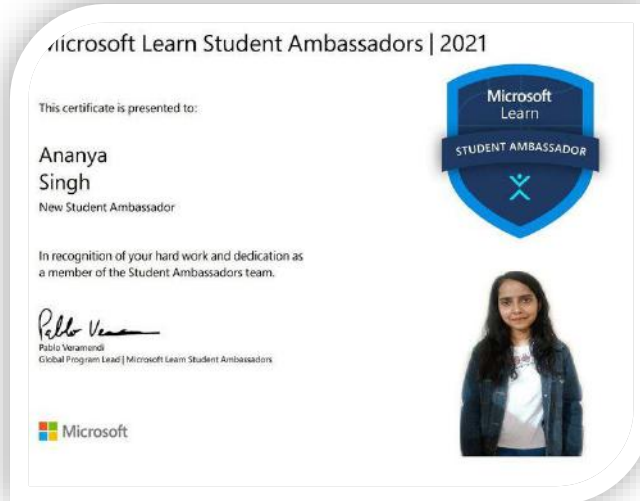 Microsoft Learn Student Ambassadors | 2021
This certificate is presented to:
Ananya
Singh
New Student Ambassador
In recognition of your hard work and dedication as
a member of the Student Ambassadors team.
Pablo Veramendi
Global Program Lead | Microsoft Learn Student Ambassadors
Microsoft
Microsoft
Learn
STUDENT AMBASSADOR